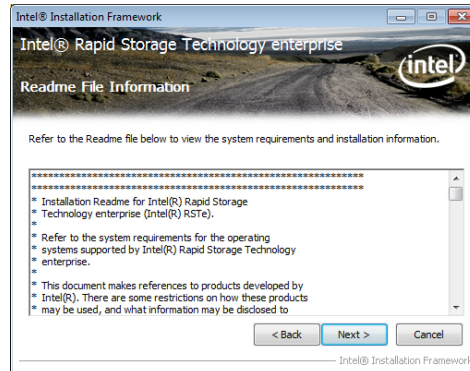 Intel® Installation Framework
Intel® Rapid Storage Technology enterprise
intel
Readme File Information
Refer to the Readme file below to view the system requirements and installation information.
************************************************************
************************************************************
* Installation Readme for Intel(R) Rapid Storage
* Technology enterprise (Intel(R) RSTe).
*
* Refer to the system requirements for the operating
* systems supported by Intel(R) Rapid Storage Technology
* enterprise.
*
* This document makes references to products developed by
* Intel(R). There are some restrictions on how these products
* may be used, and what information may be disclosed to
< Back
Next >
Cancel
Intel® Installation Framework